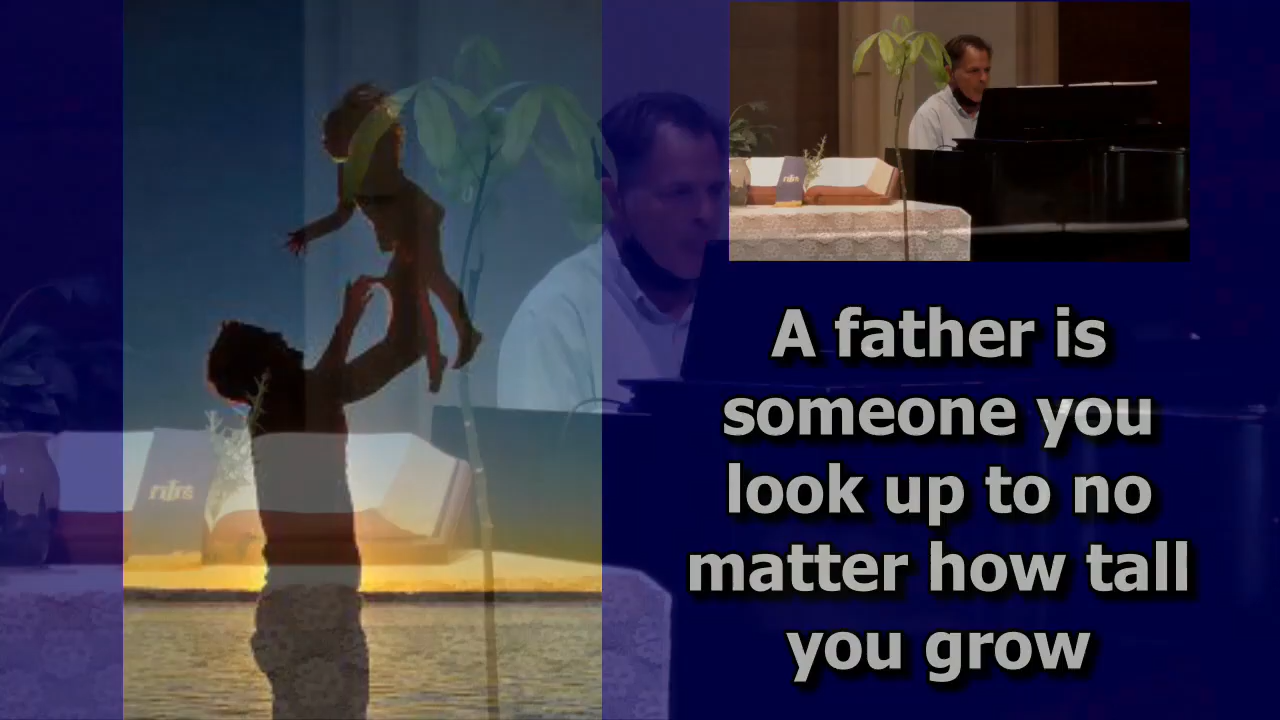 A father is
someone you
look up to no
matter how tall
you grow